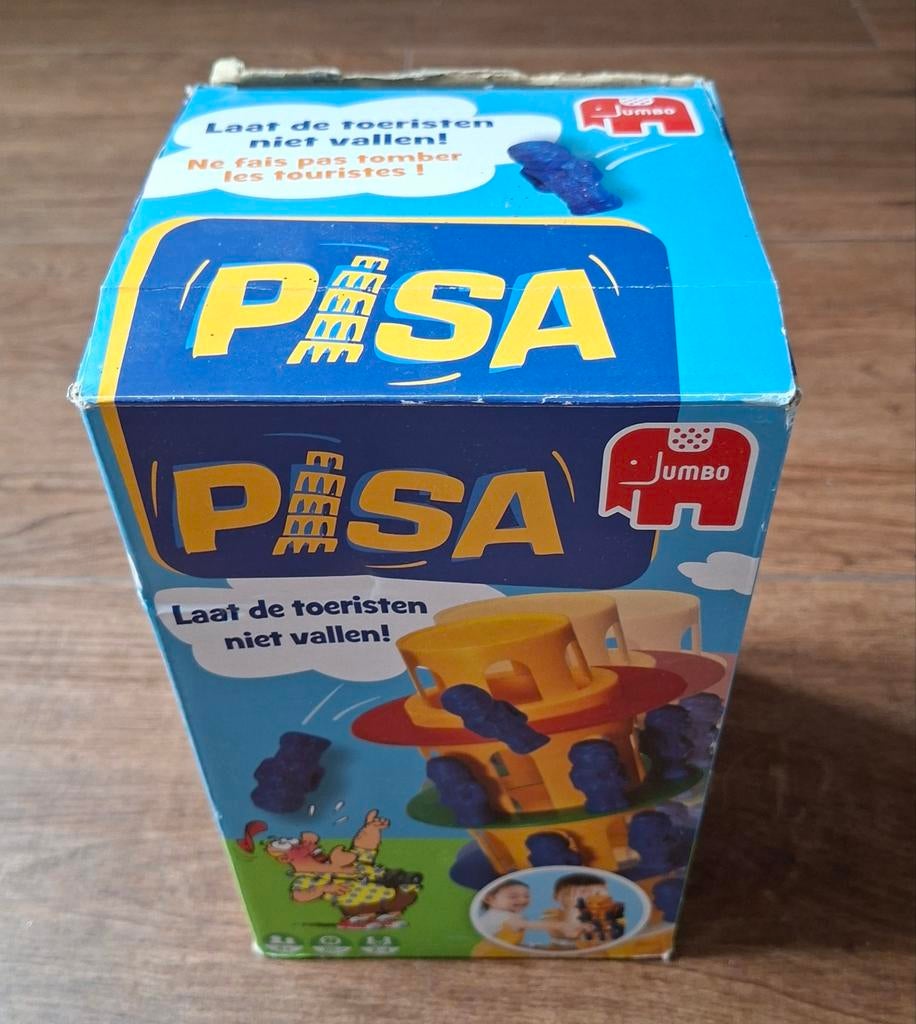 Laat de toeristen
niet vallen!
Ne fais pas tomber
les touristes !
JUMBO
PISA
PISA
JUMBO
Laat de toeristen
niet vallen!